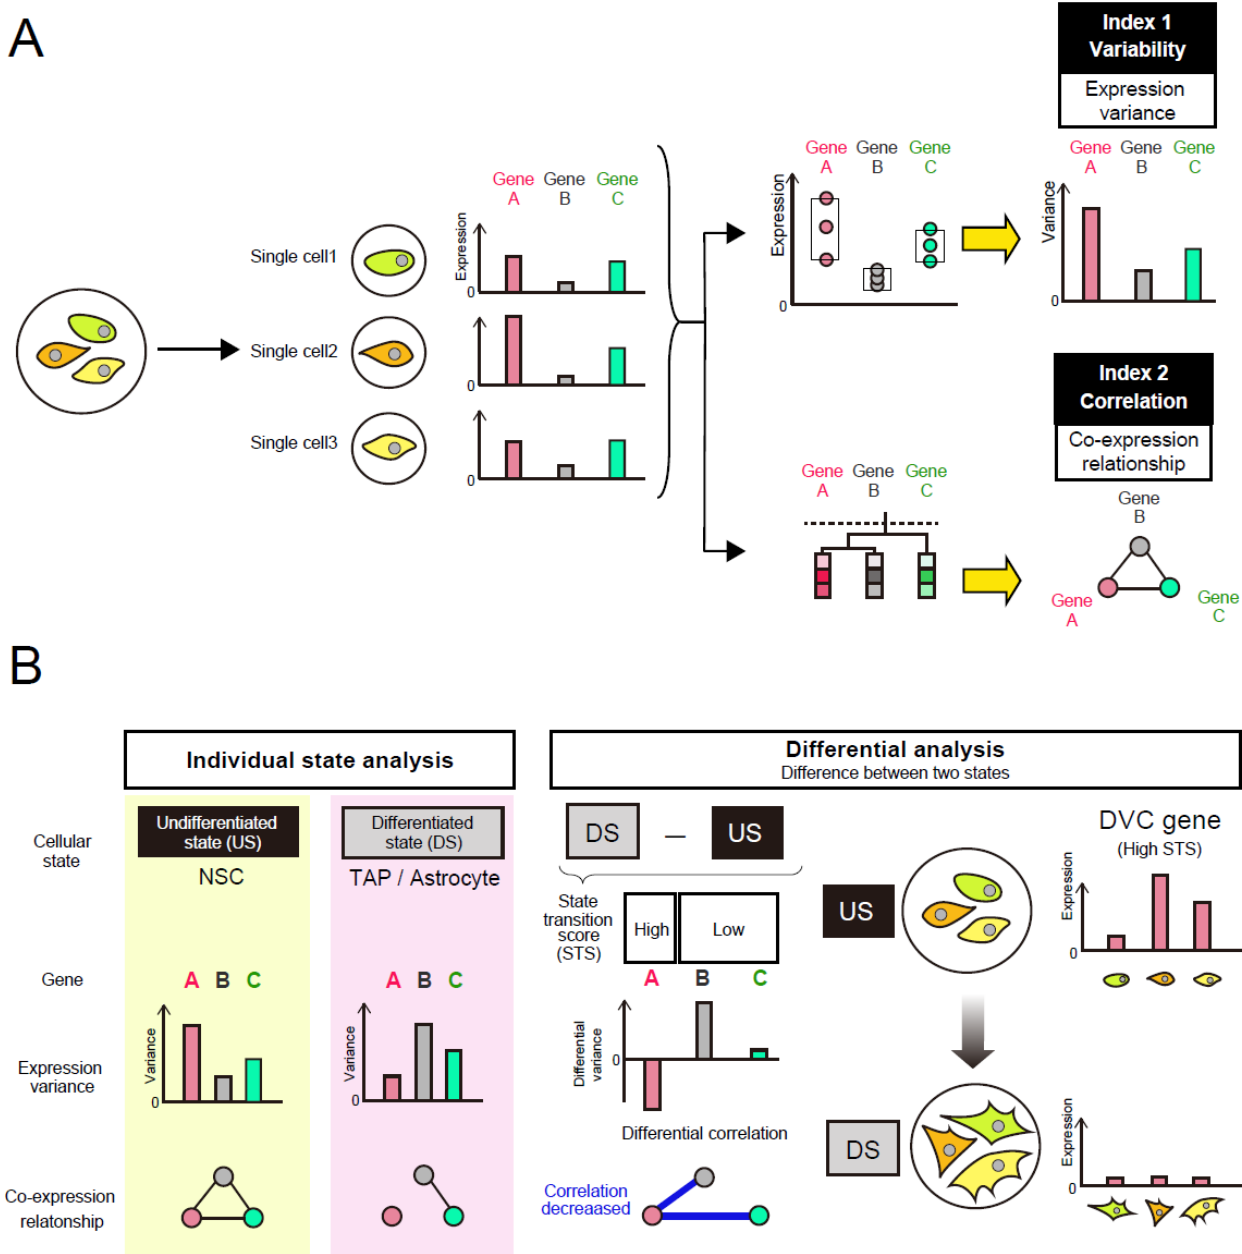 A
Index 1
Variability
Expression
variance
Gene
A
Gene
B
Gene
C
Expression
0
Single cell1
Single cell2
0
Single cell3
0
Gene
A
Gene
B
Gene
C
Expression
0
Gene
A
Gene
B
Gene
C
Variance
0
Index 2
Correlation
Co-expression
relationship
Gene
A
Gene
B
Gene
C
Gene
B
Gene
A
Gene
C
B
Individual state analysis
Differential analysis
Difference between two states
Cellular
state
Undifferentiated
state (US)
NSC
Differentiated
state (DS)
TAP / Astrocyte
DS
–
US
State
transition
score
(STS)
High
Low
US
DVC gene
(High STS)
Expression
0
Gene
A B C
A B C
A B C
Expression
variance
Variance
0
Variance
0
Differential
variance
0
Differential correlation
Co-expression
relatonship
Correlation
decreaased
DS
Expression
0